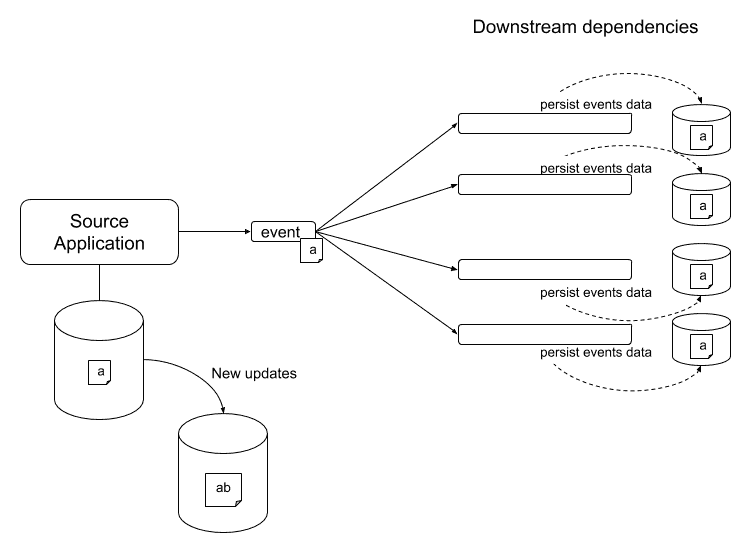 Downstream dependencies
persist events data
a
persist events data
a
Source
Application
event
a
a
persist events data
a
persist events data
a
New updates
ab